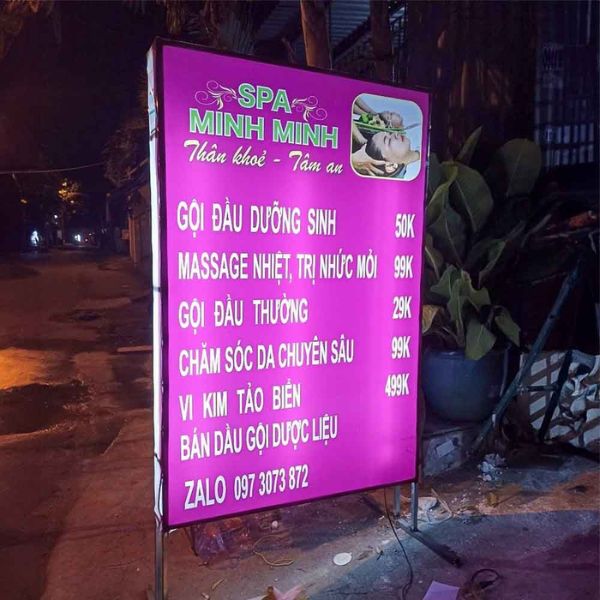 SPA
MINH MINH
Thân khoẻ - Tâm an
GỘI ĐẦU DƯỠNG SINH 50K
MASSAGE NHIỆT, TRỊ NHỨC MỎI 99K
GỘI ĐẦU THƯỜNG 29K
CHĂM SÓC DA CHUYÊN SÂU 99K
VI KIM TẢO BIỂN 499K
BÁN DẦU GỘI DƯỢC LIỆU
ZALO 097 3073 872